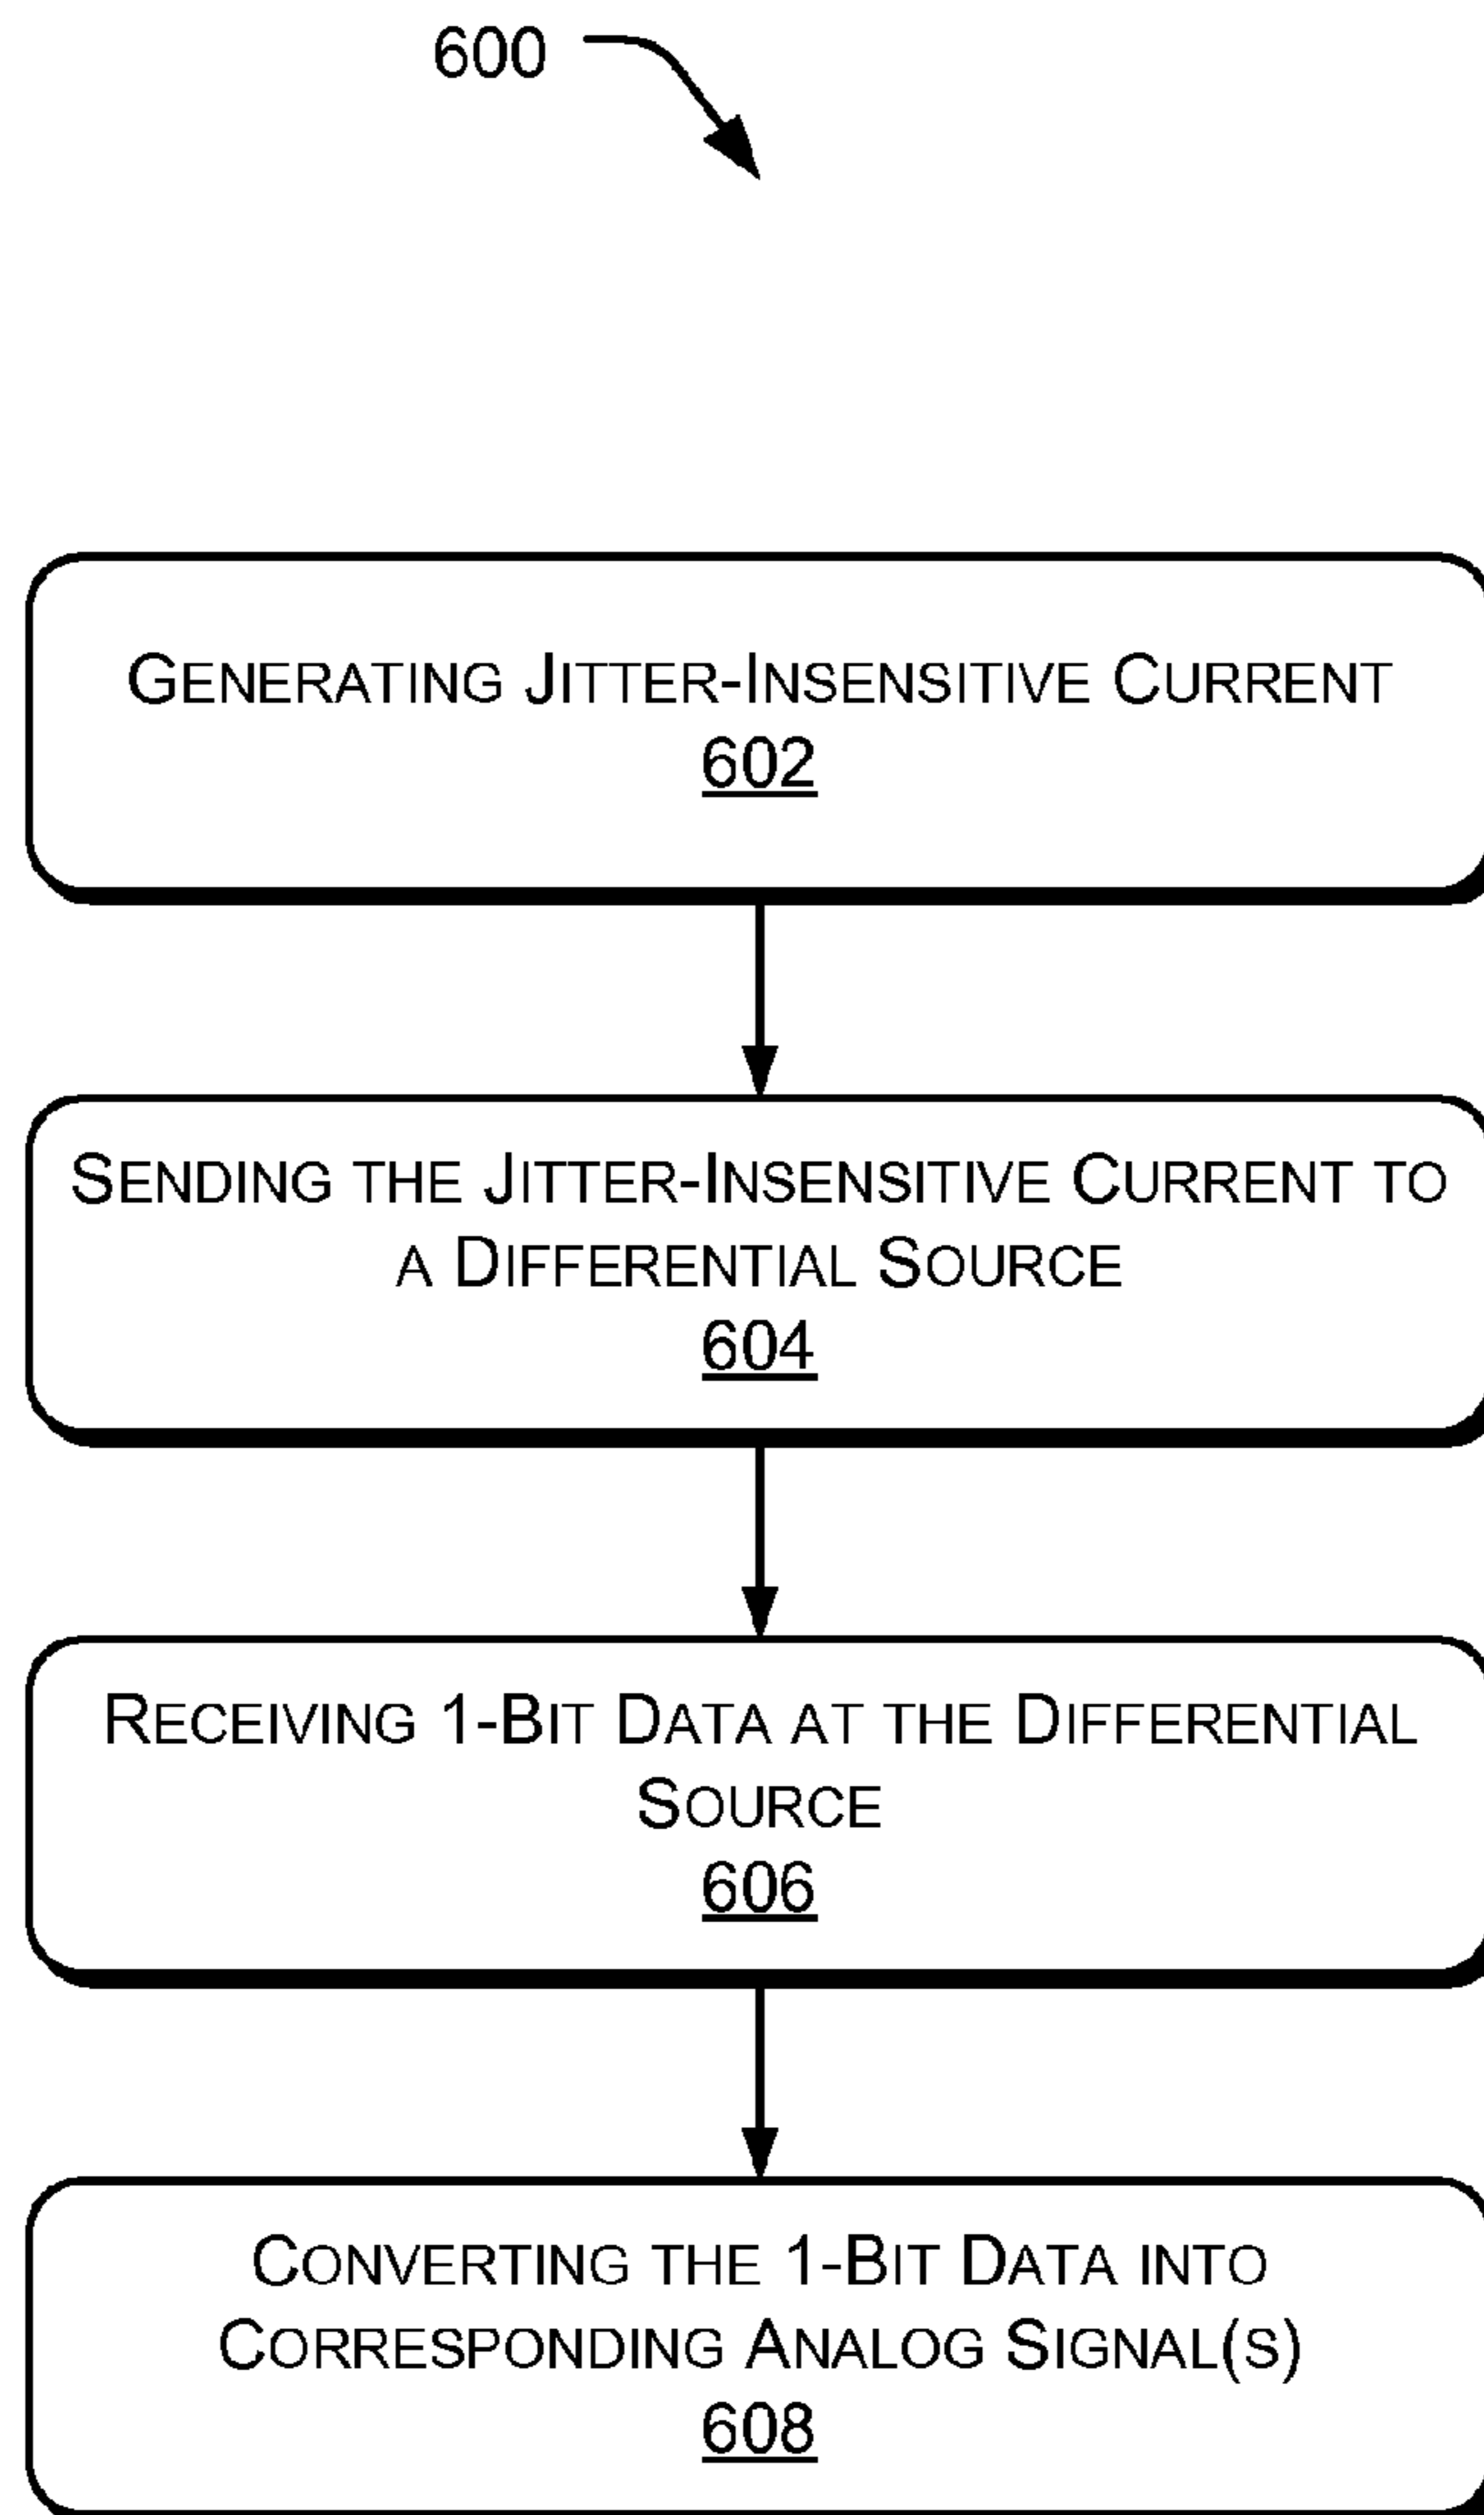 600
Generating Jitter-Insensitive Current
602
Sending the Jitter-Insensitive Current to
a Differential Source
604
Receiving 1-Bit Data at the Differential
Source
606
Converting the 1-Bit Data into
Corresponding Analog Signal(s)
608